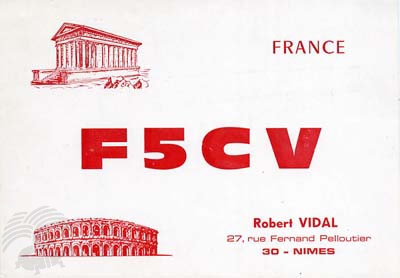 FRANCE
F5CV
Robert VIDAL
27, rue Fernand Pelloutier
30 - NIMES